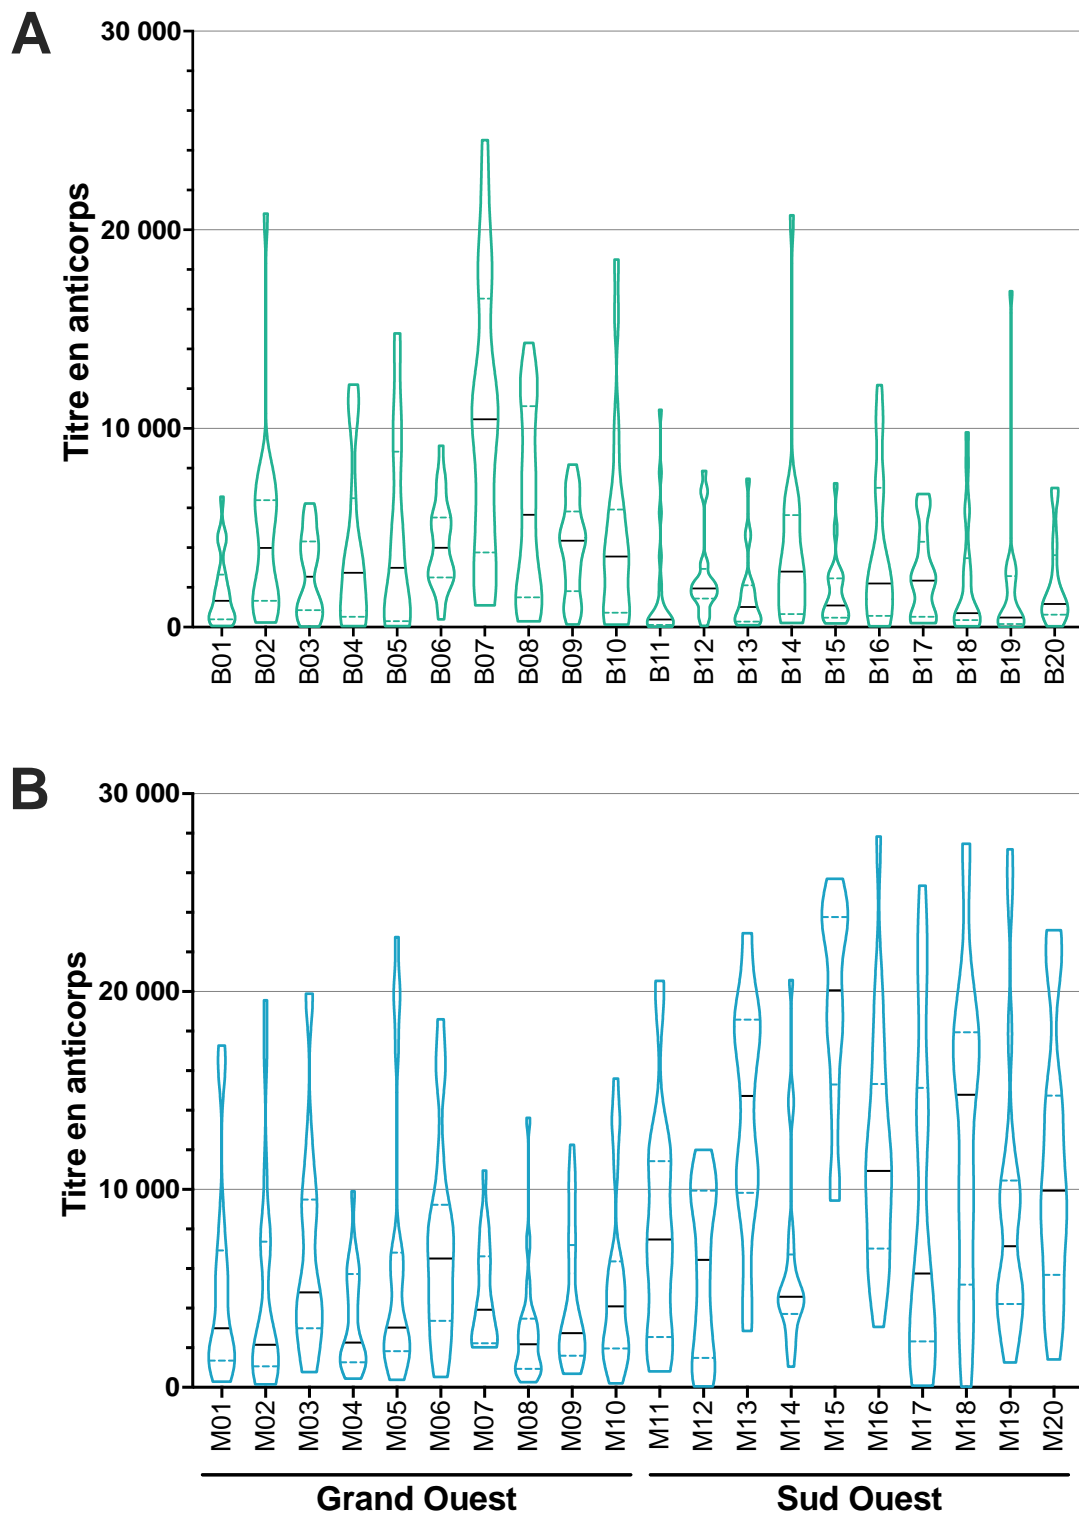 A
30 000
20 000
10 000
0
Titre en anticorps
B01 B02 B03 B04 B05 B06 B07 B08 B09 B10 B11 B12 B13 B14 B15 B16 B17 B18 B19 B20
B
30 000
20 000
10 000
0
Titre en anticorps
M01 M02 M03 M04 M05 M06 M07 M08 M09 M10 M11 M12 M13 M14 M15 M16 M17 M18 M19 M20
Grand Ouest Sud Ouest